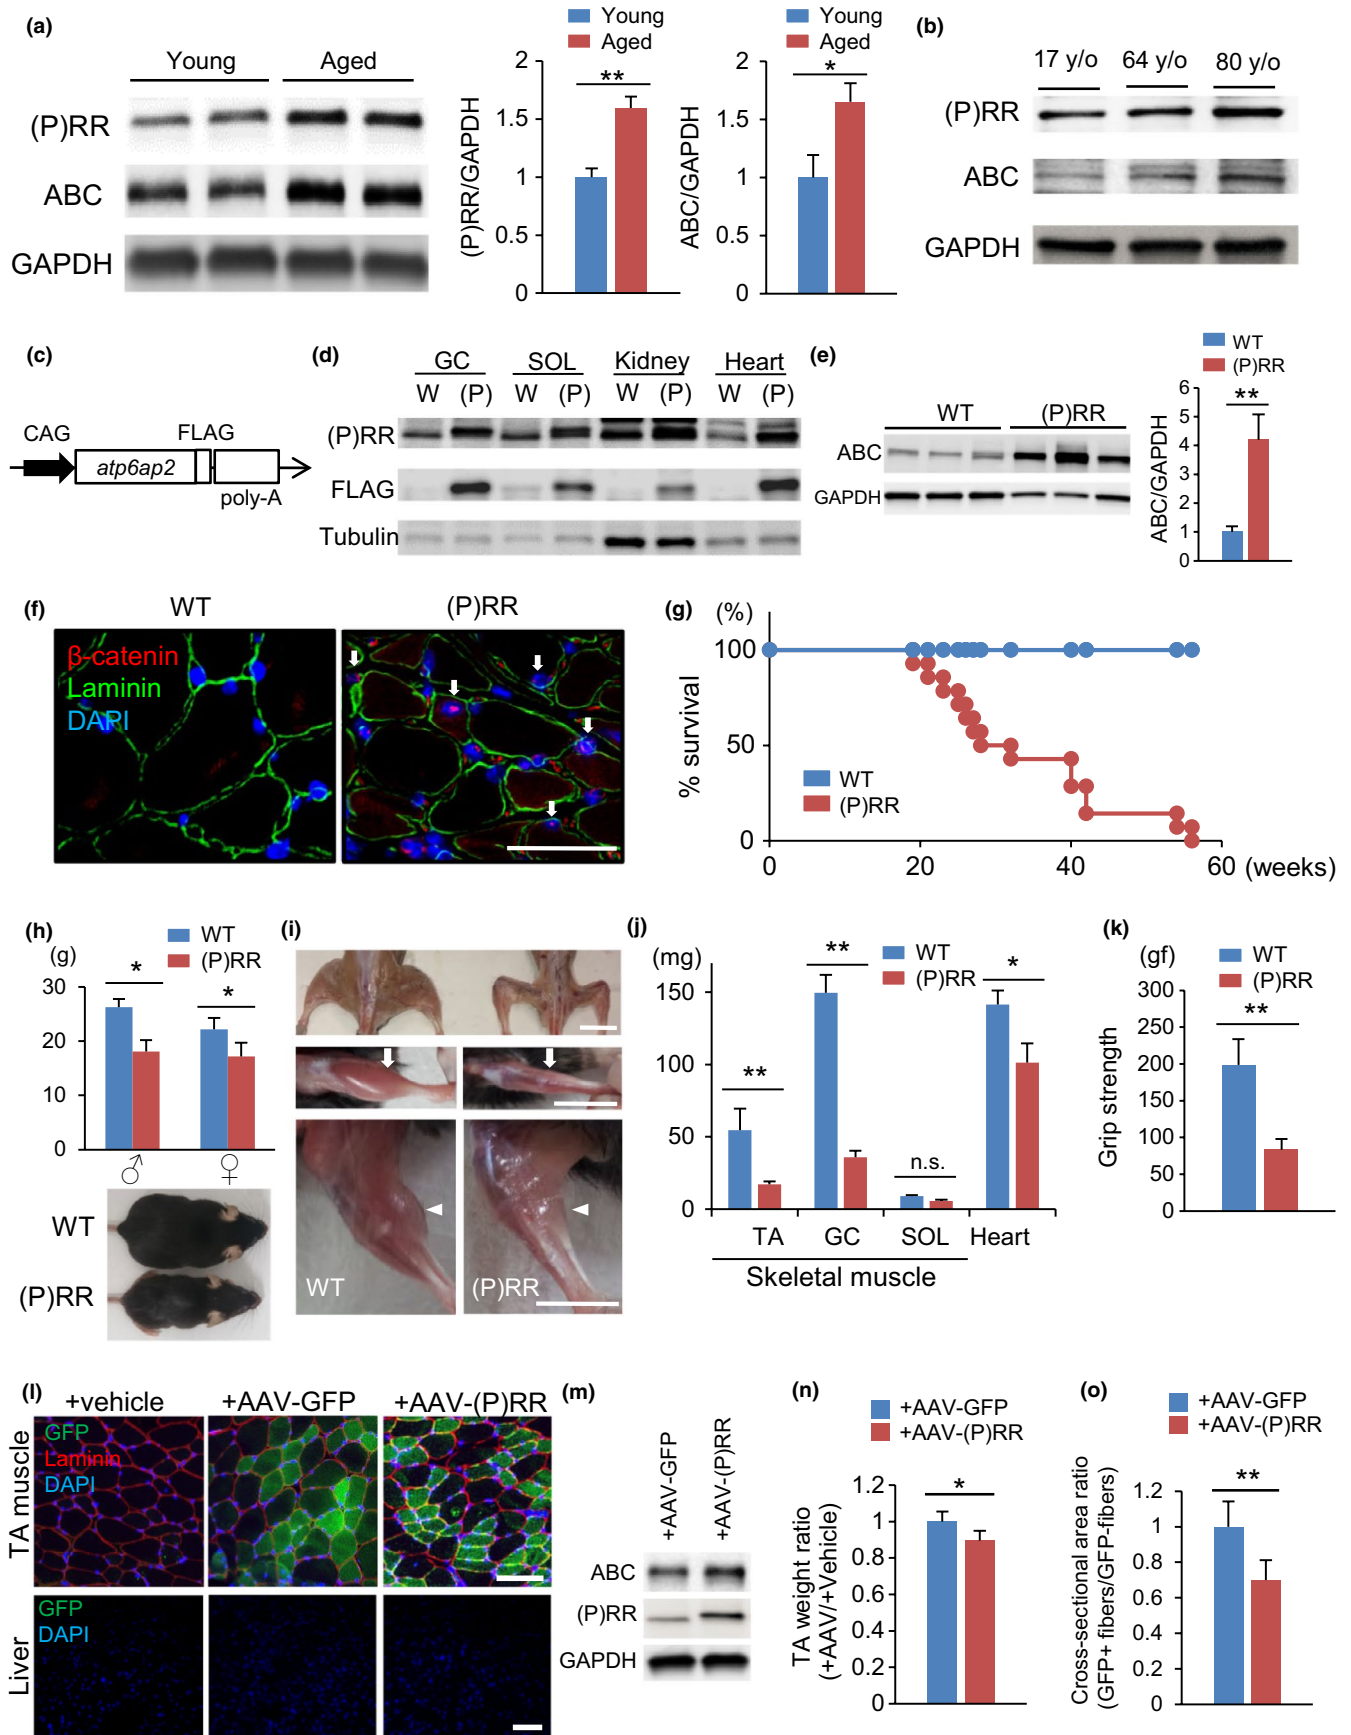 (a)
Young Aged
(P)RR
ABC
GAPDH
Young
Aged
(P)RR/GAPDH
2
1.5
1
0.5
0
**
Young
Aged
ABC/GAPDH
2
1.5
1
0.5
0
*
(b)
17 y/o 64 y/o 80 y/o
(P)RR
ABC
GAPDH
(c)
CAG FLAG
atp6ap2
poly-A
(d)
GC SOL Kidney Heart
W (P) W (P) W (P) W (P)
(P)RR
FLAG
Tubulin
(e)
WT (P)RR
ABC
GAPDH
WT
(P)RR
ABC/GAPDH
6
5
4
3
2
1
0
**
(f)
WT (P)RR
β-catenin
Laminin
DAPI
(g)
(%)
% survival
100
50
0
WT
(P)RR
0 20 40 60 (weeks)
(h)
WT
(P)RR
(g)
30
20
10
0
* *
♂ ♀
WT
(P)RR
(i)
WT (P)RR
(j)
(mg)
WT
(P)RR
150
100
50
0
** ** n.s. *
TA GC SOL Heart
Skeletal muscle
(k)
(gf)
WT
(P)RR
Grip strength
300
250
200
150
100
50
0
**
(l)
+vehicle +AAV-GFP +AAV-(P)RR
TA muscle
GFP
Laminin
DAPI
Liver
GFP
DAPI
(m)
+AAV-GFP
+AAV-(P)RR
ABC
(P)RR
GAPDH
(n)
+AAV-GFP
+AAV-(P)RR
TA weight ratio
(+AAV/+Vehicle)
1.2
1
0.8
0.6
0.4
0.2
0
*
(o)
+AAV-GFP
+AAV-(P)RR
Cross-sectional area ratio
(GFP+ fibers/GFP-fibers)
1.2
1
0.8
0.6
0.4
0.2
0
**